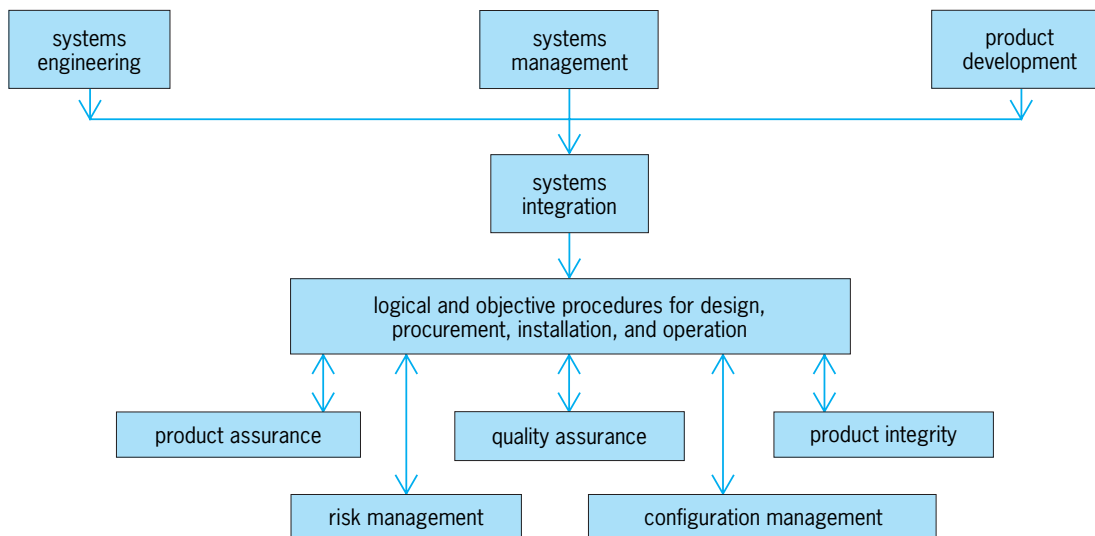 systems
engineering
systems
management
product
development
systems
integration
logical and objective procedures for design,
procurement, installation, and operation
product assurance
quality assurance
product integrity
risk management
configuration management